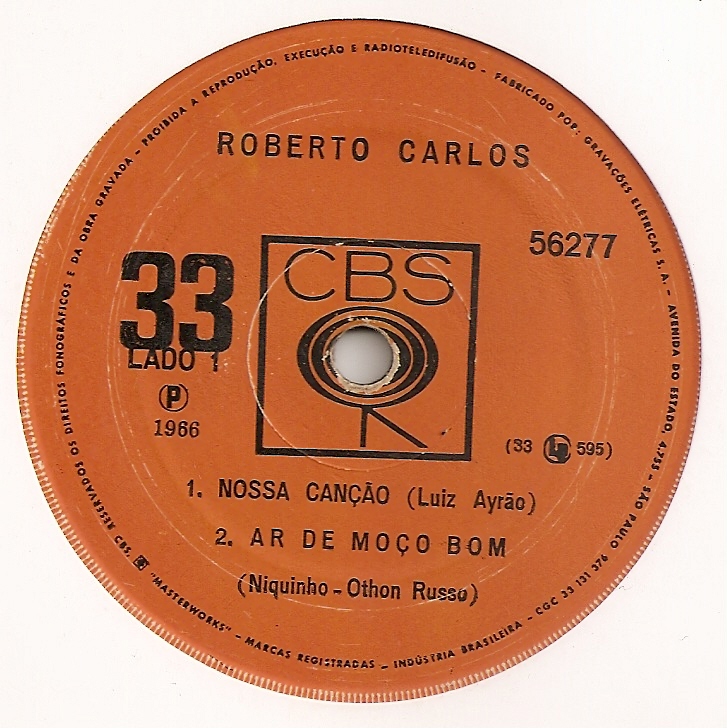 ROBERTO CARLOS
56277
CBS
33
LADO 1
P
1966
(33 595)
1. NOSSA CANÇÃO (Luiz Ayrão)
2. AR DE MOÇO BOM
(Niquinho - Othon Russo)
RESERVADOS OS DIREITOS FONOGRÁFICOS E DA OBRA GRAVADA - PROIBIDA A REPRODUÇÃO, EXECUÇÃO E RADIOTELEDIFUSÃO - FABRICADO POR: GRAVAÇÕES ELÉTRICAS S. A. - AVENIDA DO ESTADO, 4.755 - SÃO PAULO - CGC 33 131 376
CBS, "MASTERWORKS" - MARCAS REGISTRADAS - INDÚSTRIA BRASILEIRA